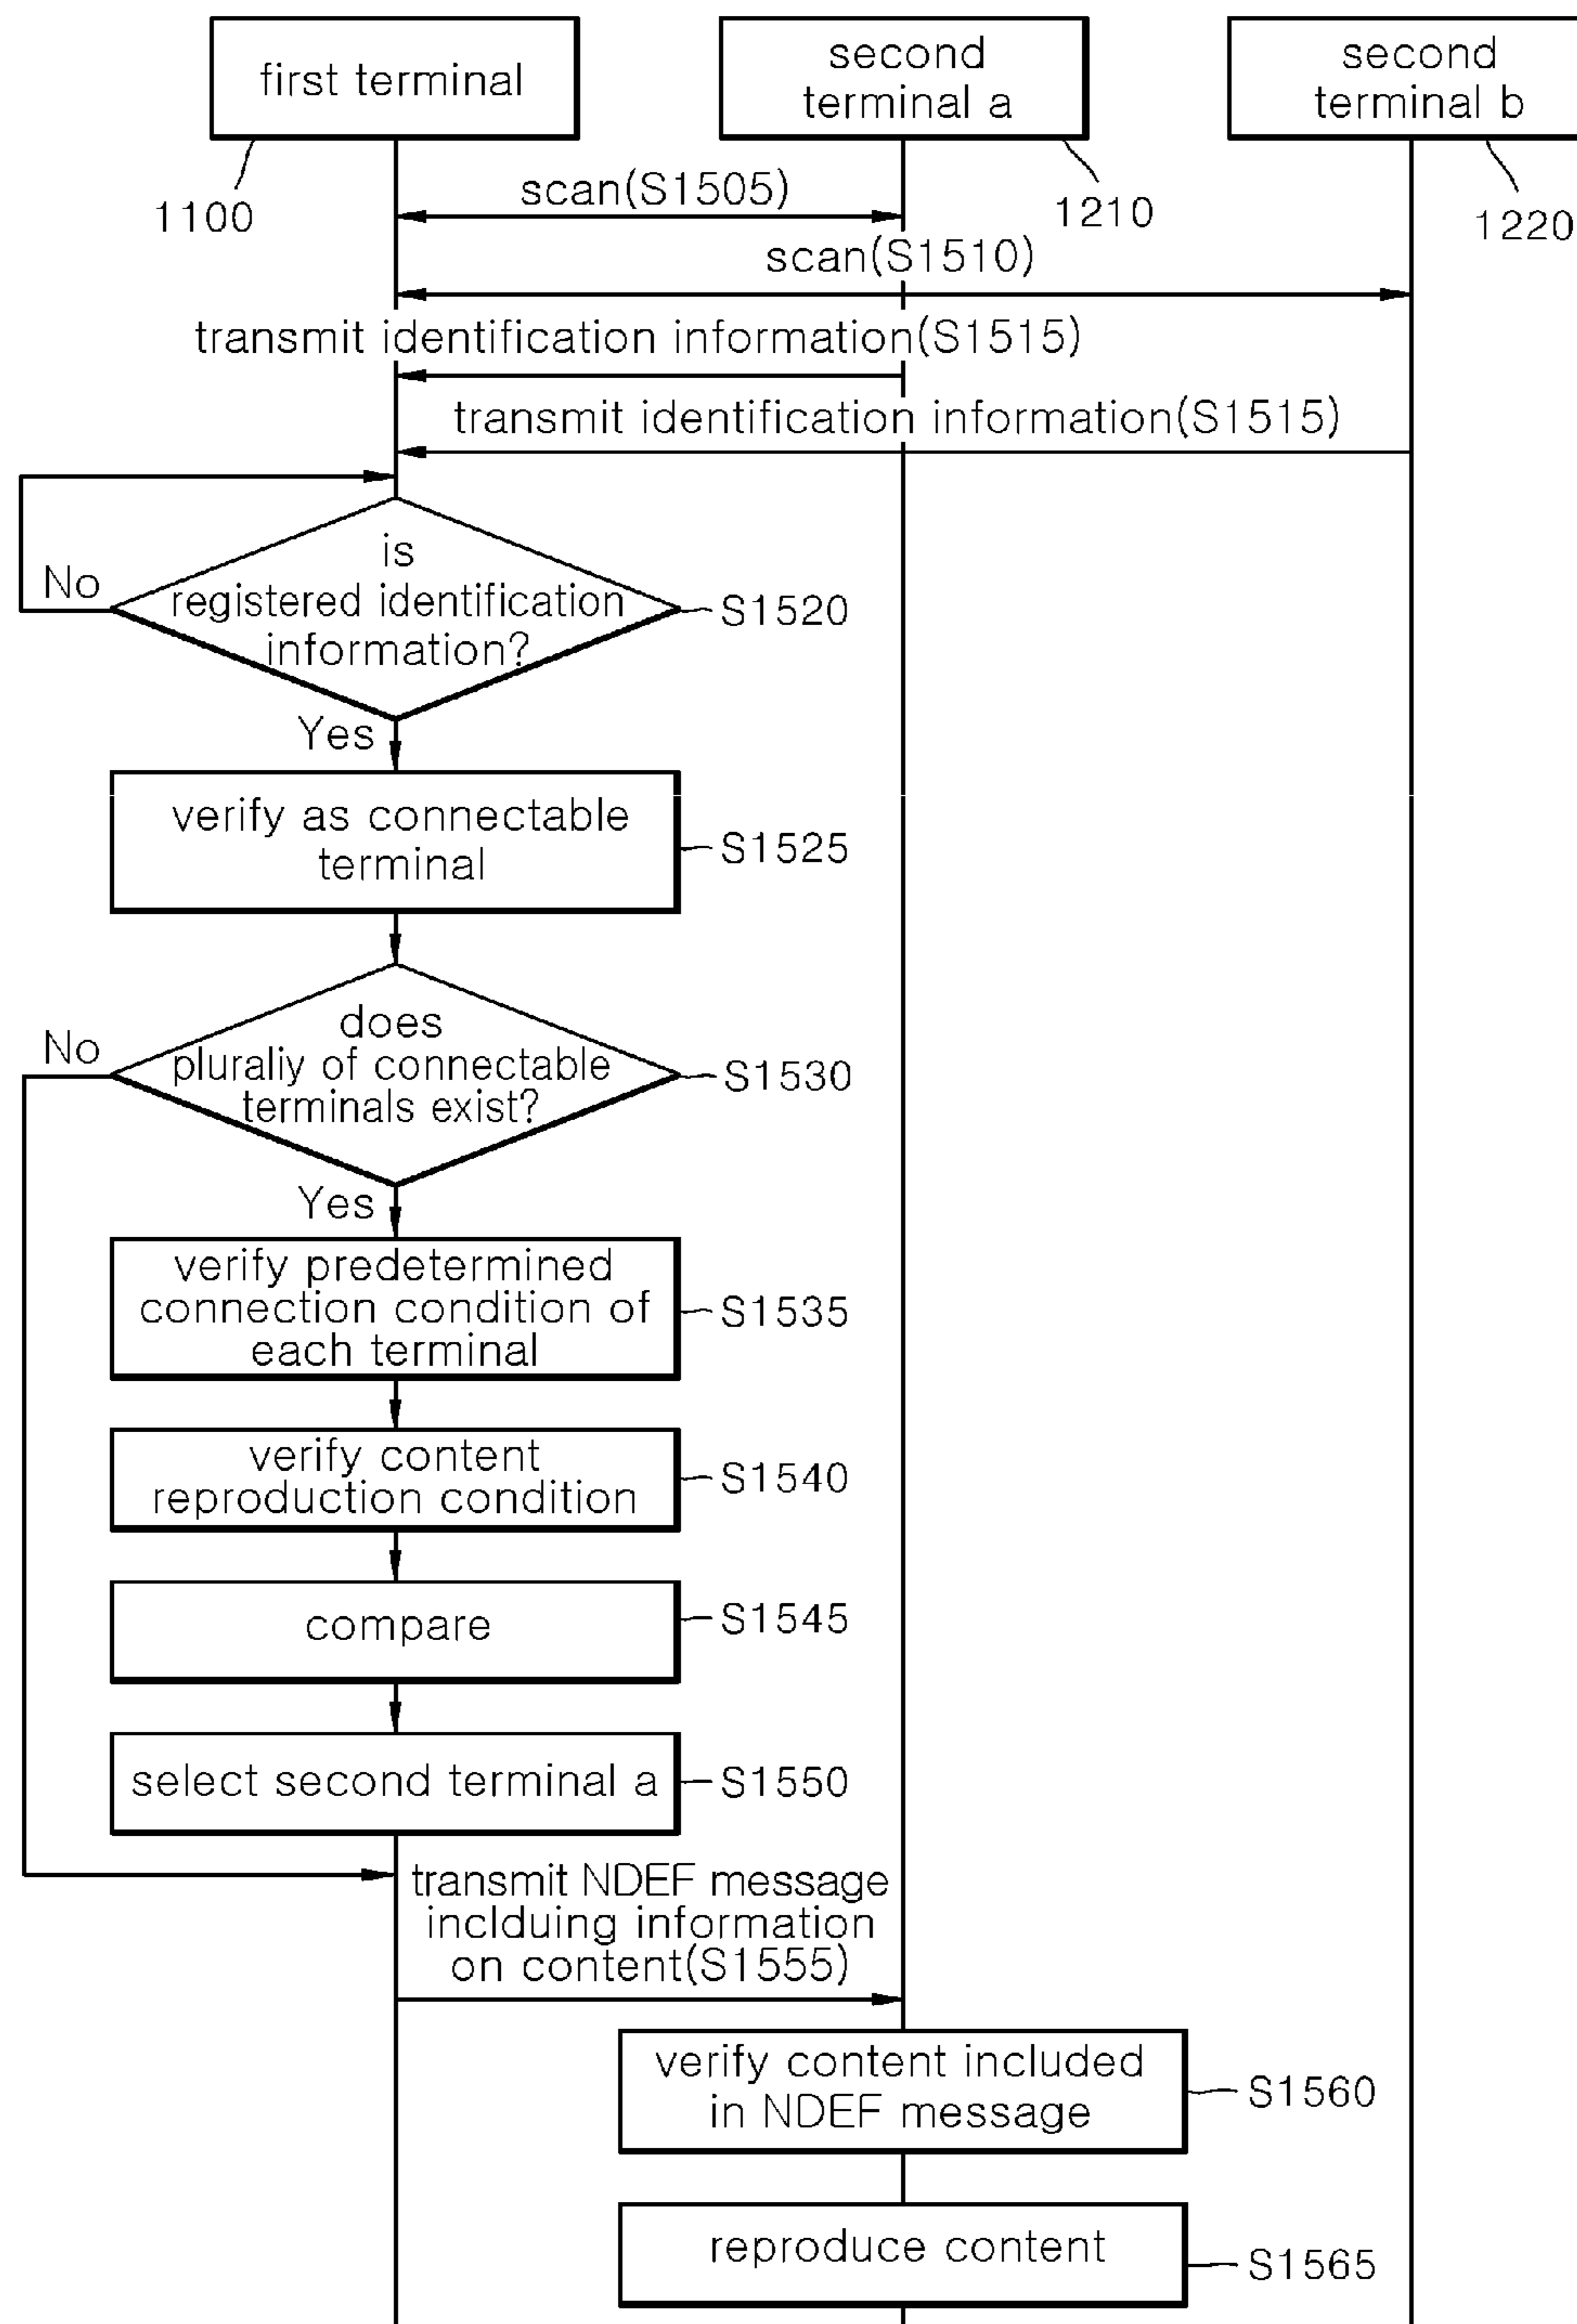 first terminal
second
terminal a
second
terminal b
1100
scan(S1505)
1210
1220
scan(S1510)
transmit identification information(S1515)
transmit identification information(S1515)
is
registered identification
information?
No
S1520
Yes
verify as connectable
terminal
S1525
does
pluraliy of connectable
terminals exist?
No
S1530
Yes
verify predetermined
connection condition of
each terminal
S1535
verify content
reproduction condition
S1540
compare
S1545
select second terminal a
S1550
transmit NDEF message
inclduing information
on content(S1555)
verify content included
in NDEF message
S1560
reproduce content
S1565